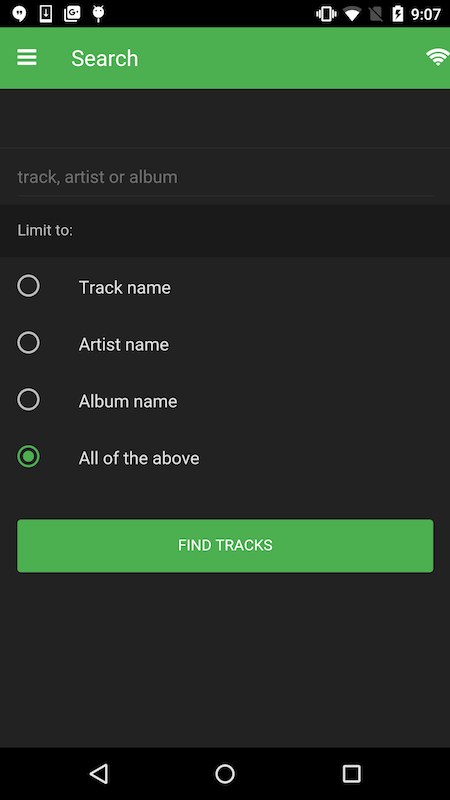 9:07
Search
track, artist or album
Limit to:
Track name
Artist name
Album name
All of the above
FIND TRACKS